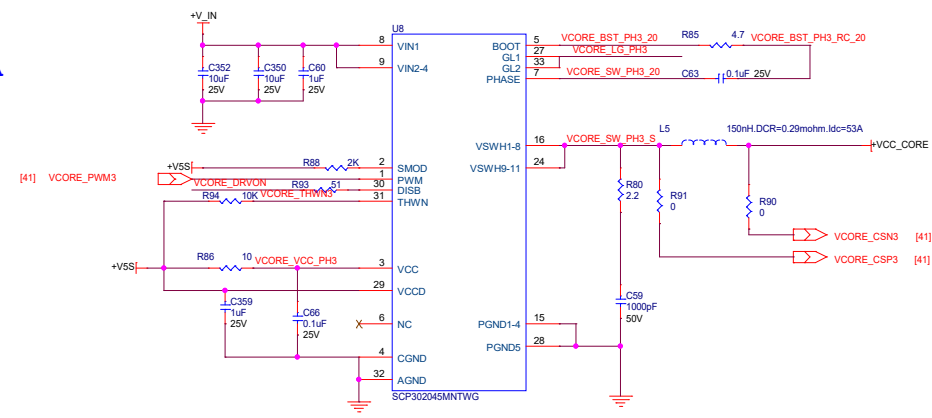 +V_IN
U8
8 VIN1
9 VIN2-4
C352
10uF
25V
C350
10uF
25V
C60
1uF
25V
BOOT 5 VCORE_BST_PH3_20 R85 4.7 VCORE_BST_PH3_RC_20
GL1 27 VCORE_LG_PH3
GL2 33
PHASE 7 VCORE_SW_PH3_20 C63 0.1uF 25V
VSWH1-8 16 VCORE_SW_PH3_S L5 150nH.DCR=0.29mohm.Idc=53A +VCC_CORE
VSWH9-11 24
+V5S R88 2K 2 SMOD
[41] VCORE_PWM3 1 PWM
VCORE_DRVON R93 51 30 DISB
R94 10K VCORE_THWN3 31 THWN
R80
2.2
R91
0
R90
0
VCORE_CSN3 [41]
VCORE_CSP3 [41]
+V5S R86 10 VCORE_VCC_PH3 3 VCC
29 VCCD
C359
1uF
25V
C66
0.1uF
25V
6 NC
4 CGND
32 AGND
C59
1000pF
50V
PGND1-4 15
PGND5 28
SCP302045MNTWG